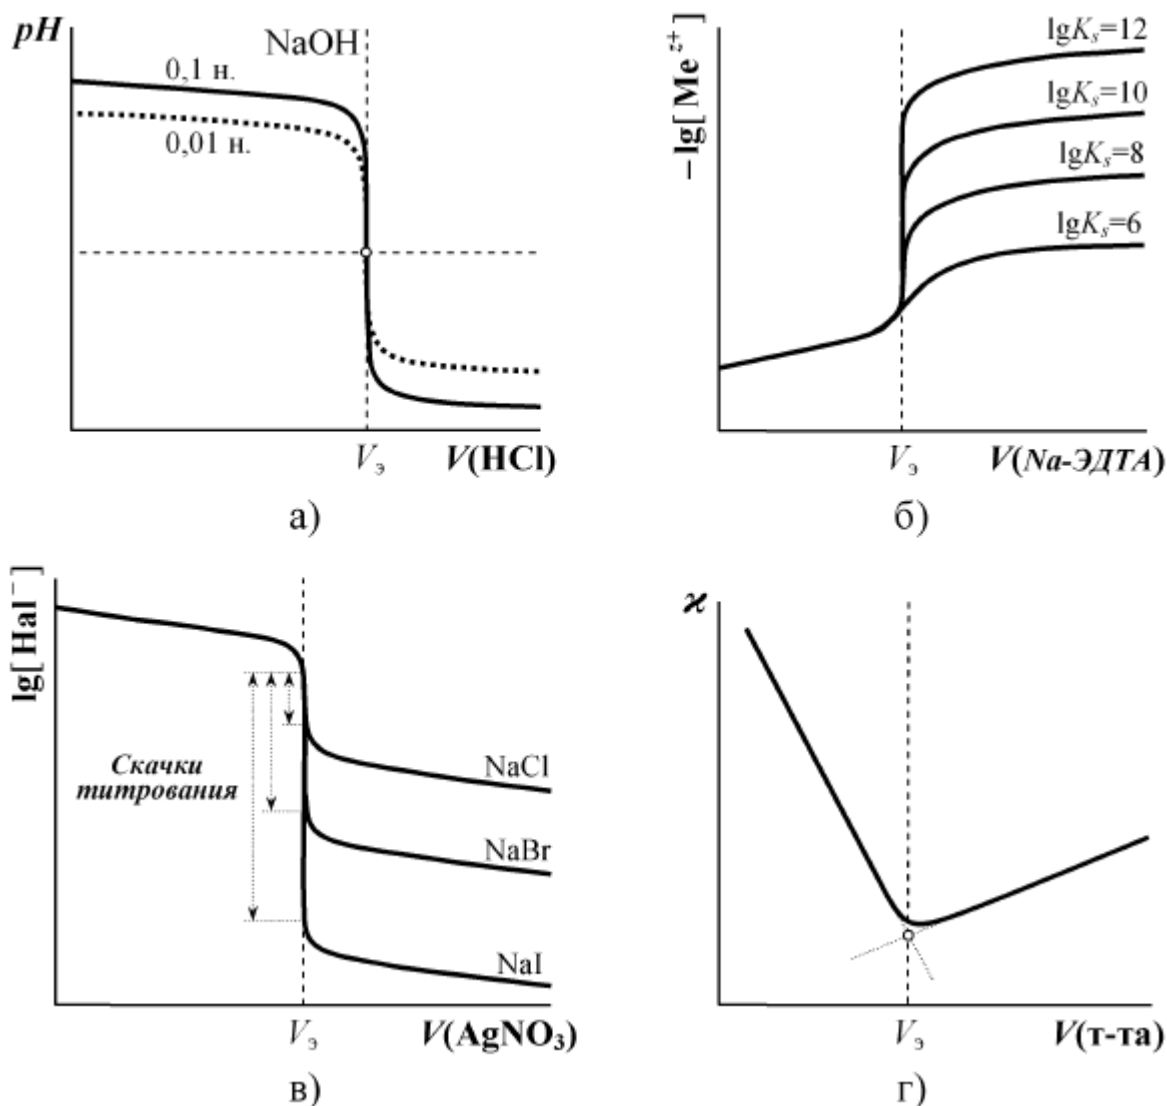 pH
NaOH
0,1 н.
0,01 н.
Vэ
V(HCl)
а)
−lg[Meᶻ⁺]
lgKₛ=12
lgKₛ=10
lgKₛ=8
lgKₛ=6
Vэ
V(Na-ЭДТА)
б)
lg[Hal⁻]
Скачки
титрования
NaCl
NaBr
NaI
Vэ
V(AgNO₃)
в)
ϰ
Vэ
V(т-та)
г)